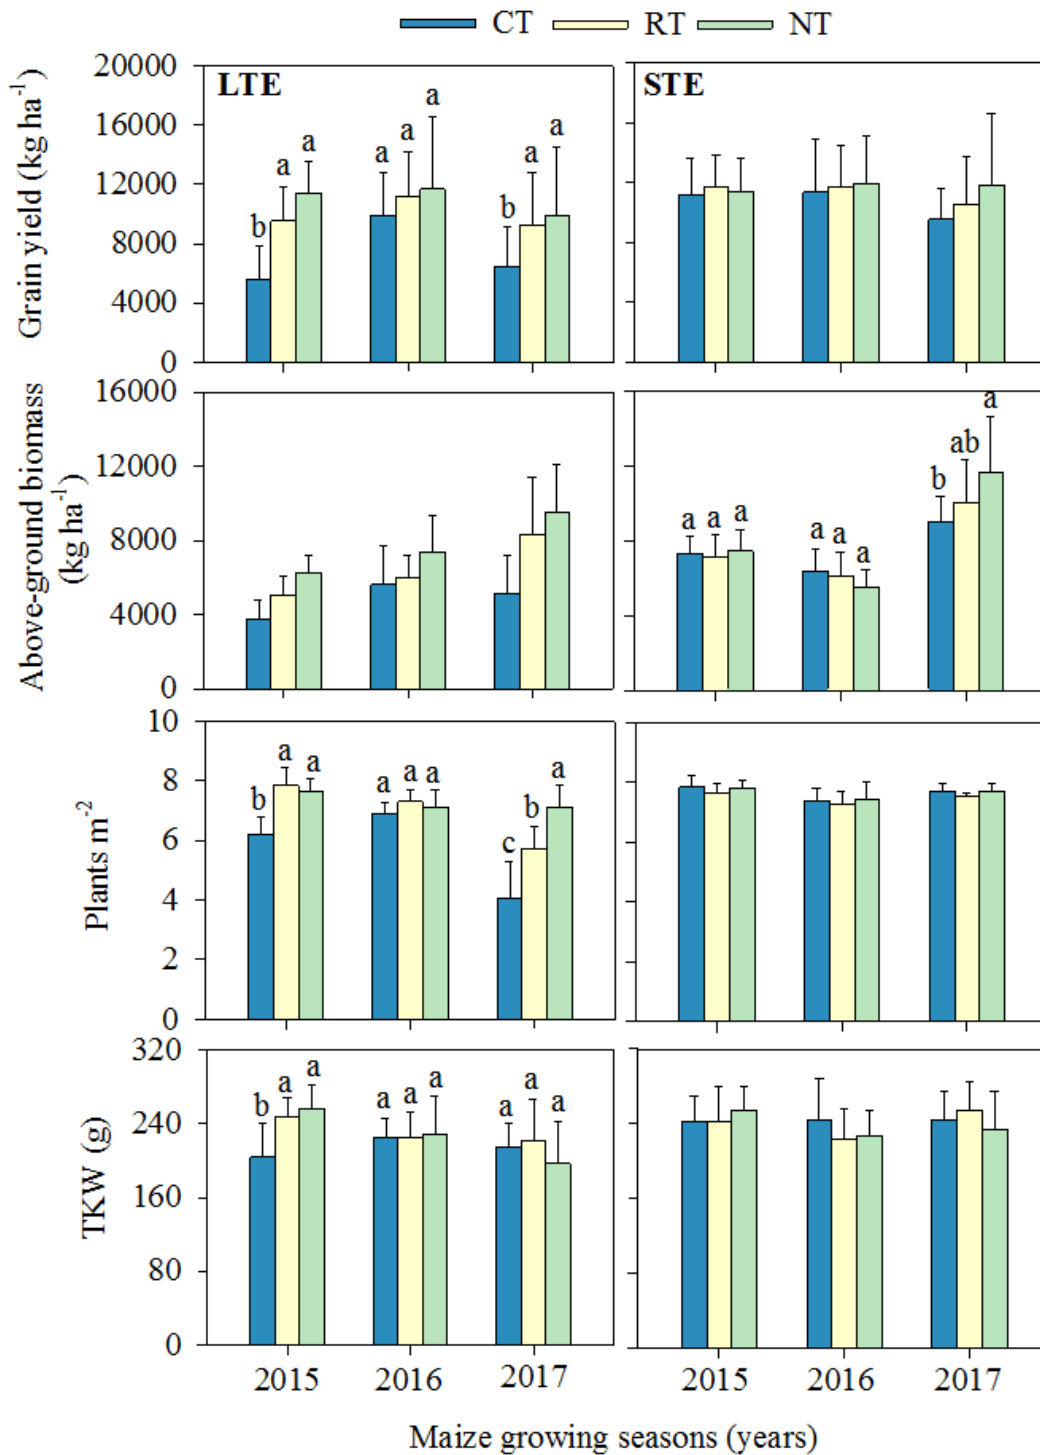 CT RT NT
LTE STE
Grain yield (kg ha-1)
20000
16000
12000
8000
4000
0
b a a a a a b a a
Above-ground biomass
(kg ha-1)
16000
12000
8000
4000
0
a a a a a a b ab a
Plants m-2
10
8
6
4
2
0
b a a a a a c b a
TKW (g)
320
240
160
80
0
b a a a a a a a a
2015 2016 2017 2015 2016 2017
Maize growing seasons (years)